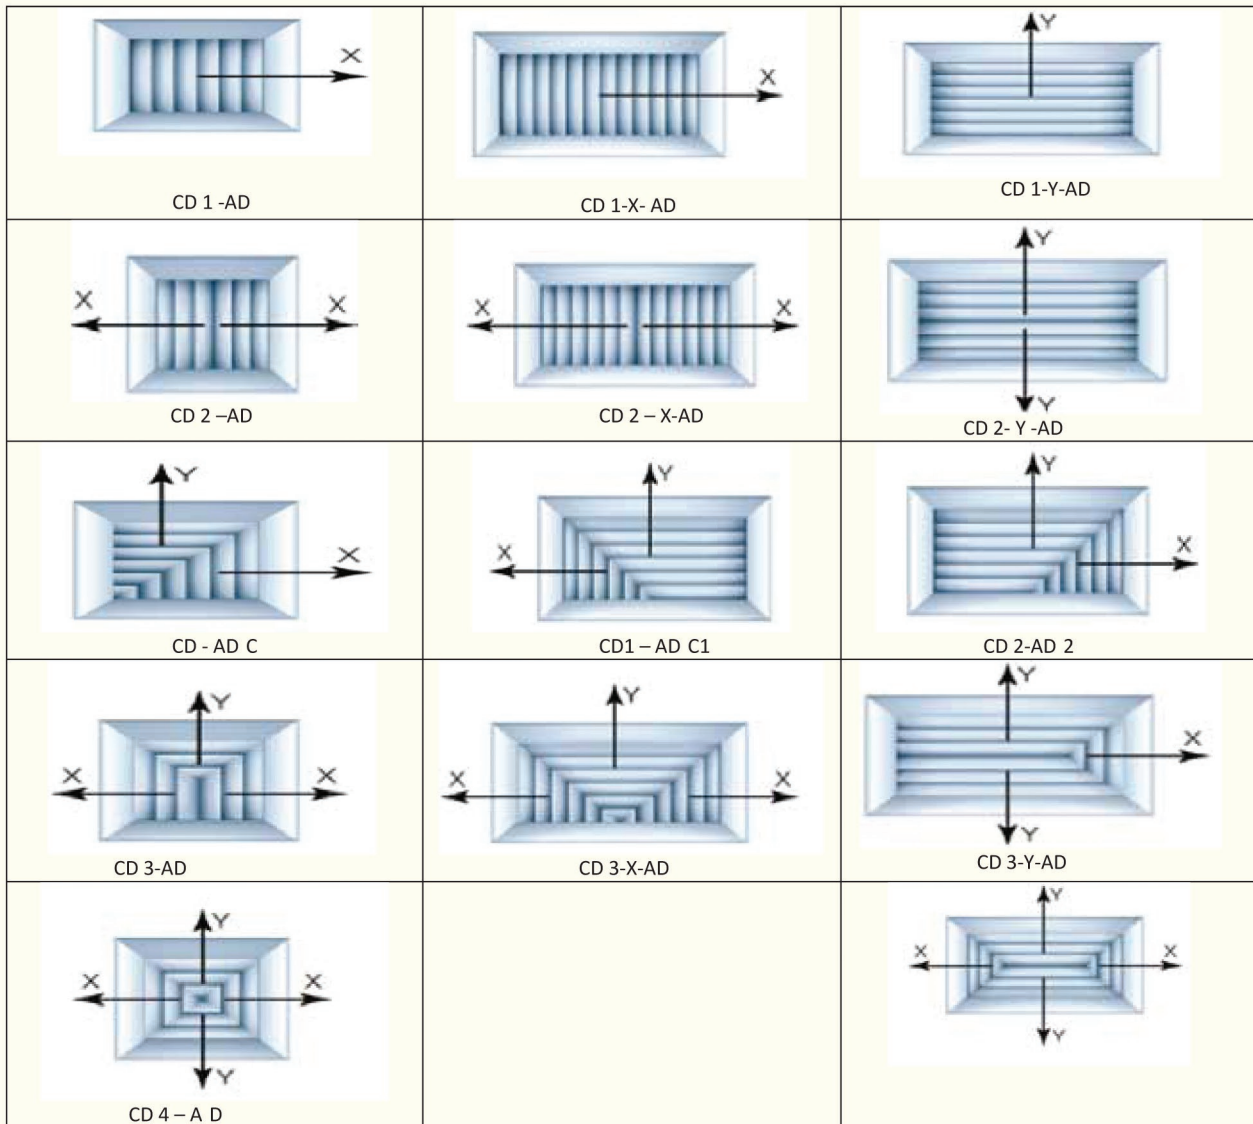 X
X
Y
CD 1 -AD
CD 1-X- AD
CD 1-Y-AD
X
X
X
X
Y
Y
CD 2 –AD
CD 2 – X-AD
CD 2- Y -AD
Y
X
Y
X
Y
X
CD - AD C
CD1 – AD C1
CD 2-AD 2
Y
X
X
Y
X
X
Y
X
Y
CD 3-AD
CD 3-X-AD
CD 3-Y-AD
Y
X
X
Y
Y
X
X
Y
CD 4 – A D